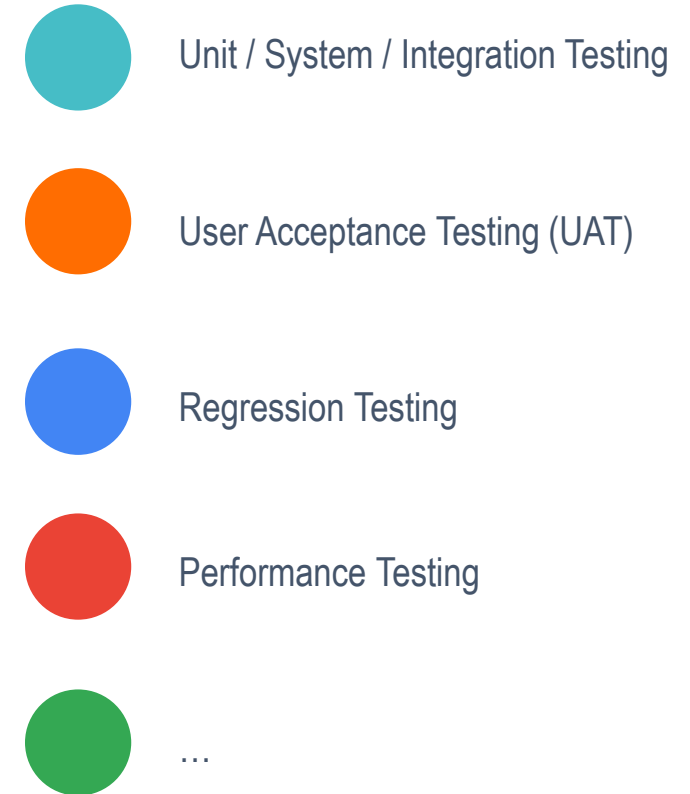 Unit / System / Integration Testing
User Acceptance Testing (UAT)
Regression Testing
Performance Testing
…